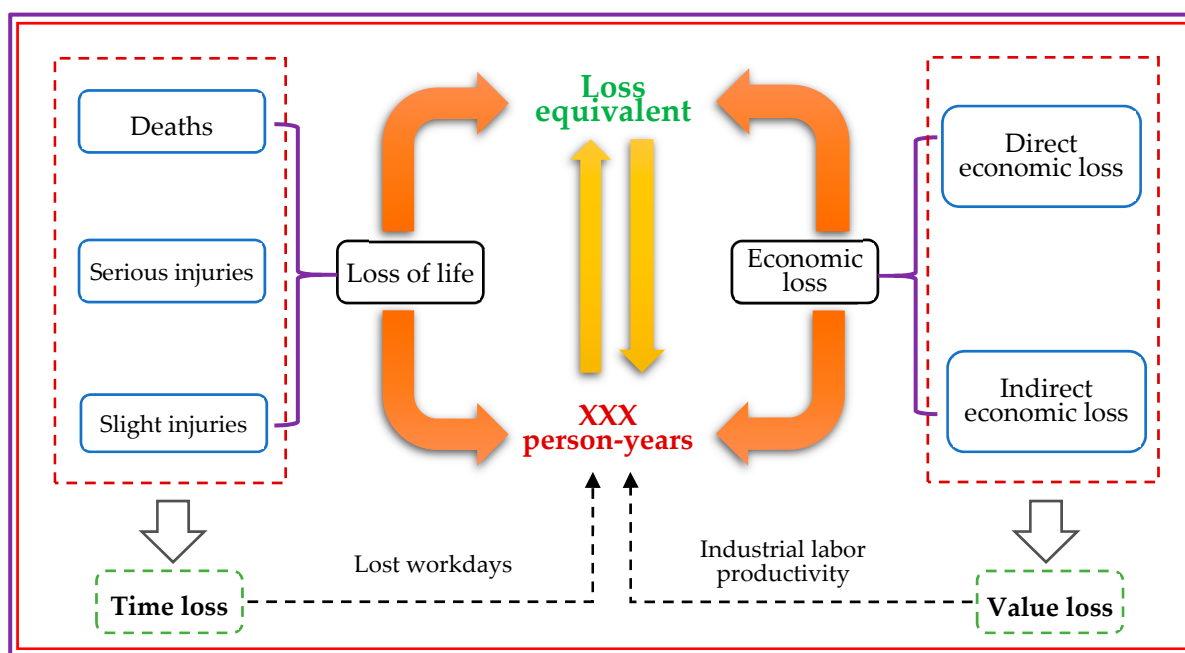 Deaths
Serious injuries
Slight injuries
Loss of life
Loss
equivalent
XXX
person-years
Economic
loss
Direct
economic loss
Indirect
economic loss
Time loss
Lost workdays
Industrial labor
productivity
Value loss